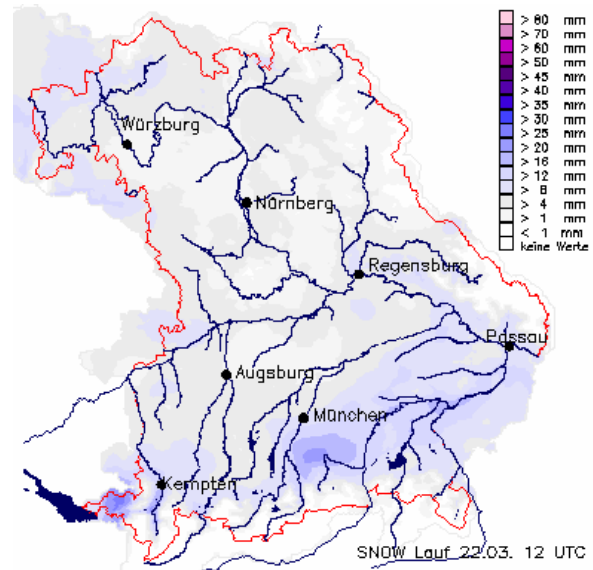 > 80 mm
> 70 mm
> 60 mm
> 50 mm
> 45 mm
> 40 mm
> 35 mm
> 30 mm
> 25 mm
> 20 mm
> 16 mm
> 12 mm
> 8 mm
> 4 mm
> 1 mm
< 1 mm
keine Werte
Würzburg
Nürnberg
Regensburg
Passau
Augsburg
München
Kempten
SNOW Lauf 22.03. 12 UTC